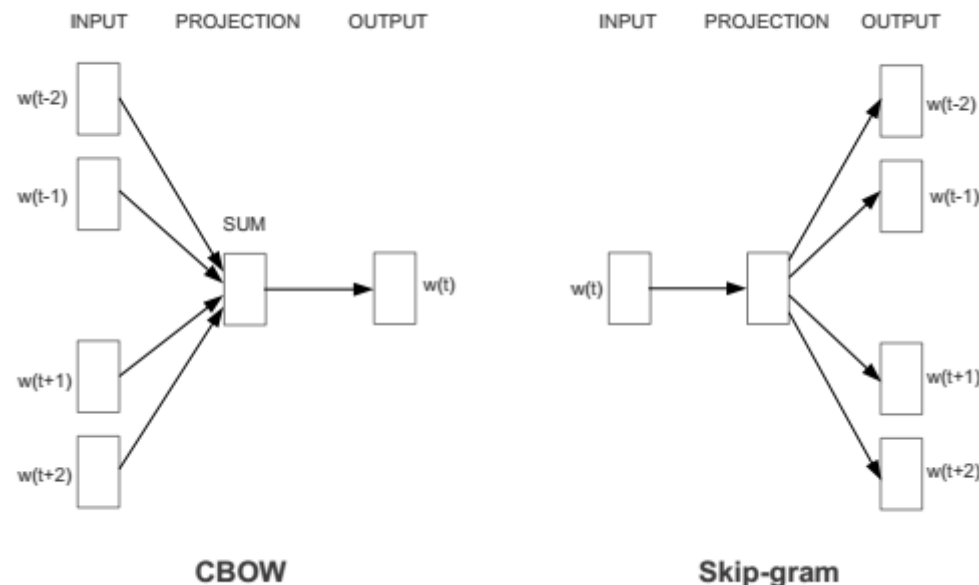 INPUT PROJECTION OUTPUT
w(t-2)
w(t-1)
SUM
w(t)
w(t+1)
w(t+2)
CBOW
INPUT PROJECTION OUTPUT
w(t-2)
w(t-1)
w(t)
w(t+1)
w(t+2)
Skip-gram